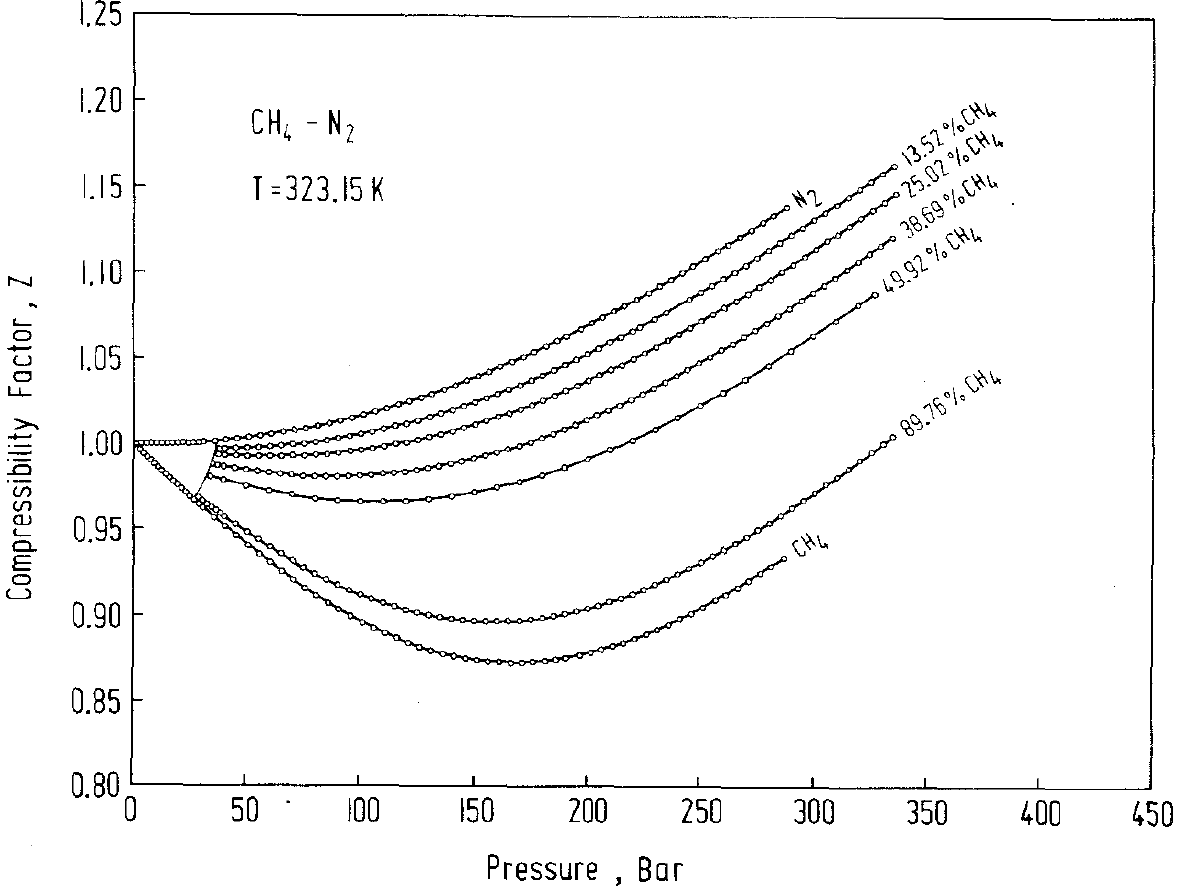 1.25
1.20
1.15
1.10
1.05
1.00
0.95
0.90
0.85
0.80
Compressibility Factor , Z
CH₄ – N₂
T = 323.15 K
N₂
13.52 % CH₄
25.02 % CH₄
38.69 % CH₄
49.92 % CH₄
89.76 % CH₄
CH₄
0 50 100 150 200 250 300 350 400 450
Pressure , Bar